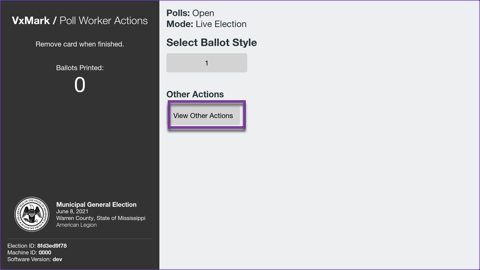 VxMark / Poll Worker Actions
Remove card when finished.
Ballots Printed:
0
Municipal General Election
June 8, 2021
Warren County, State of Mississippi
American Legion
Election ID: 8fd3ed9f78
Machine ID: 0000
Software Version: dev
Polls: Open
Mode: Live Election
Select Ballot Style
1
Other Actions
View Other Actions